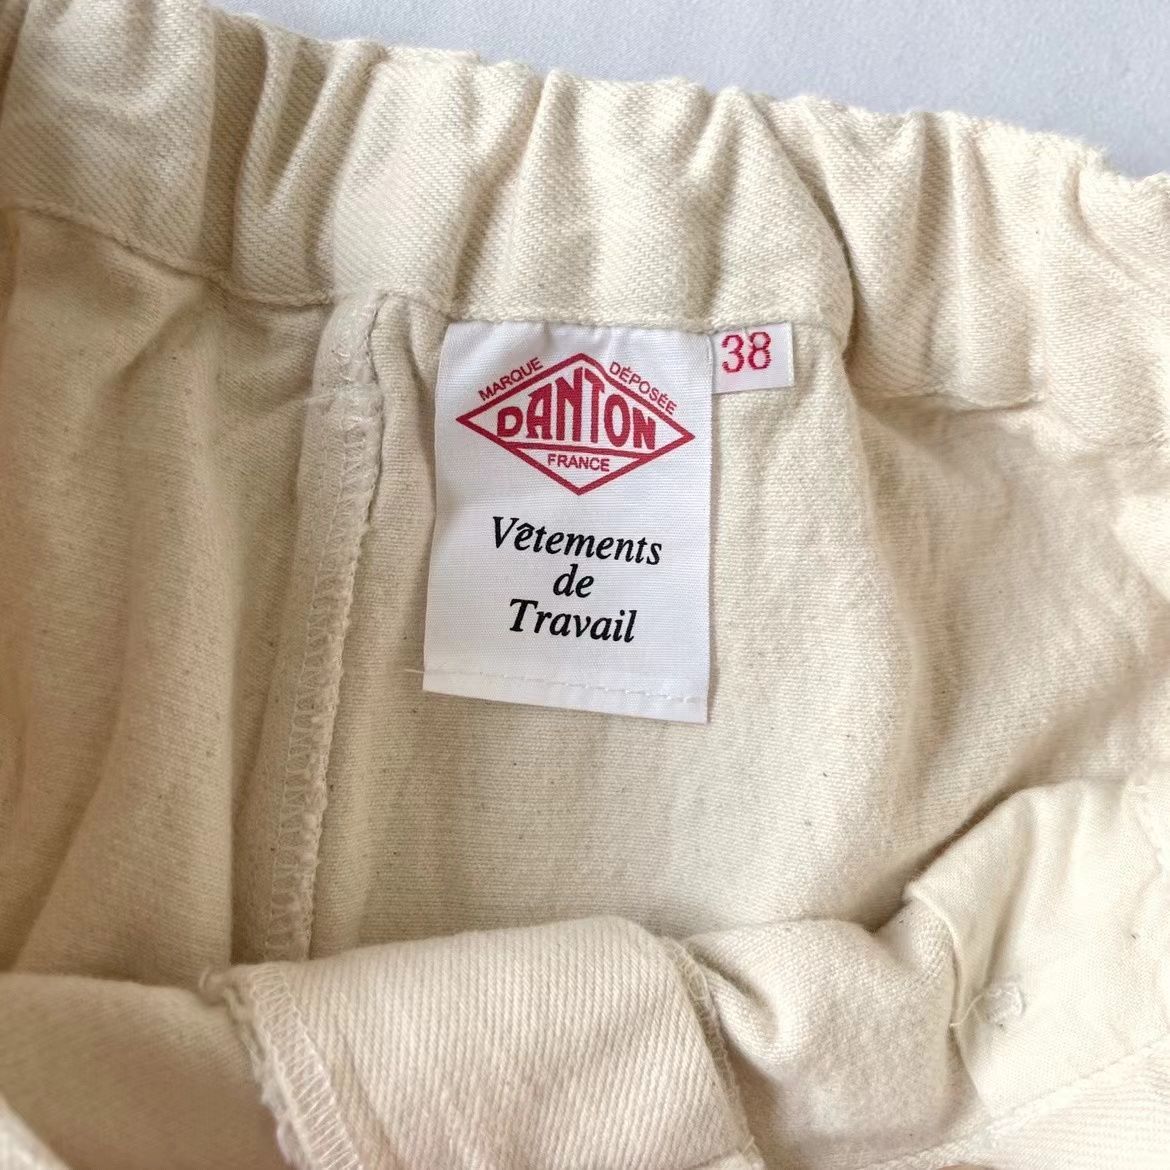 MARQUE DÉPOSÉE
DANTON
FRANCE
38
Vêtements
de
Travail